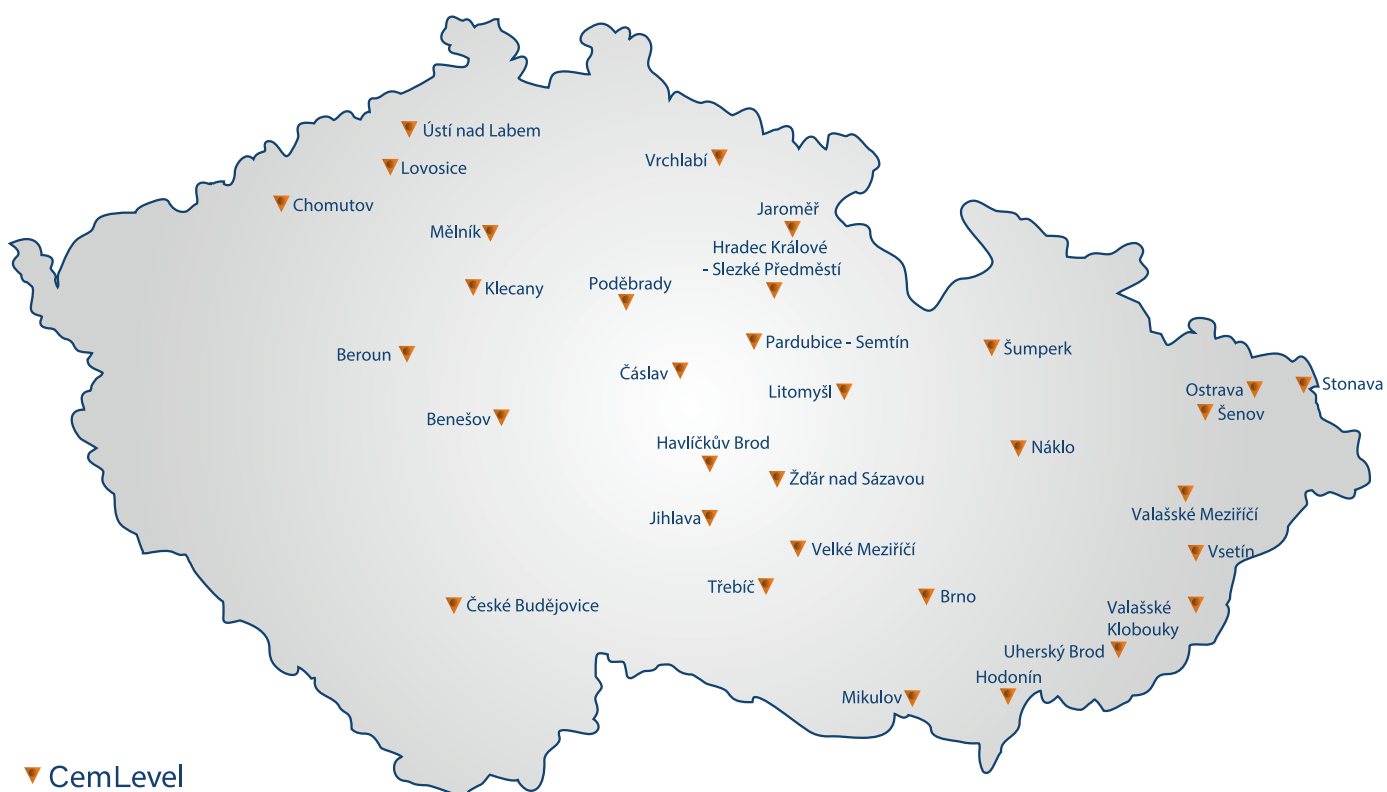 Ústí nad Labem
Vrchlabí
Lovosice
Chomutov
Jaroměř
Mělník
Hradec Králové
- Slezké Předměstí
Klecany
Poděbrady
Pardubice - Semtín
Šumperk
Beroun
Čáslav
Litomyšl
Ostrava
Stonava
Šenov
Benešov
Havlíčkův Brod
Náklo
Žďár nad Sázavou
Valašské Meziříčí
Jihlava
Velké Meziříčí
Vsetín
Třebíč
Brno
České Budějovice
Valašské
Klobouky
Uherský Brod
Hodonín
Mikulov
CemLevel